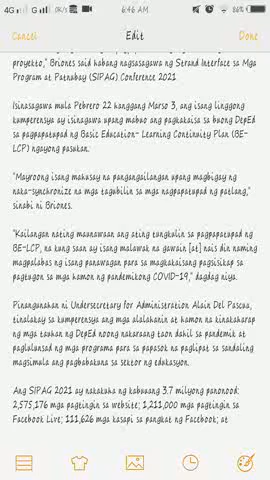 4G G 0K/s 6:46 AM 86%
Cancel Edit Done
proyekto," Briones said habang nagsasagawa ng Strand Interface sa Mga
Program at Patnubay (SIPAG) Conference 2021.
Isinasagawa mula Pebrero 22 hanggang Marso 3, ang isang linggong
kumperensya ay isinagawa upang mabuo ang pagkakaisa sa buong DepEd
sa pagpapatupad ng Basic Education- Learning Continuity Plan (BE-
LCP) ngayong pasukan.
"Mayroong isang makusay na pangangailangan upang magbigay ng
naka-synchronize na mga tagubilin sa mga nagpapatupad ng patlang,"
sinabi ni Briones.
"Kailangan nating maunawaan ang ating tungkulin sa pagpapatupad ng
BE-LCP, na kung saan ay isang malawak na gawain [at] nais din naming
magpalabas ng isang panawagan para sa magkakaisang pagsisikap sa
pagtugon sa mga hamon ng pandemikong COVID-19," dagdag niya.
Pinangunahan ni Undersecretary for Administration Alain Del Pascua,
tinalakay sa kumperensya ang mga alalahanin at hamon na kinakaharap
ng mga tauhan ng DepEd noong nakaraang taon dahil sa pandemik at
paglulunsad ng mga programa para sa papasok na paglipat sa sandaling
magsimula ang pagbabakuna sa sektor ng edukasyon.
Ang SIPAG 2021 ay nakakuha ng kabuuang 3.7 milyong panonood:
2,575,176 mga pagtingin sa website; 1,211,000 mga pagtingin sa
Facebook Live; 111,626 mga kasapi sa pangkat ng Facebook; at